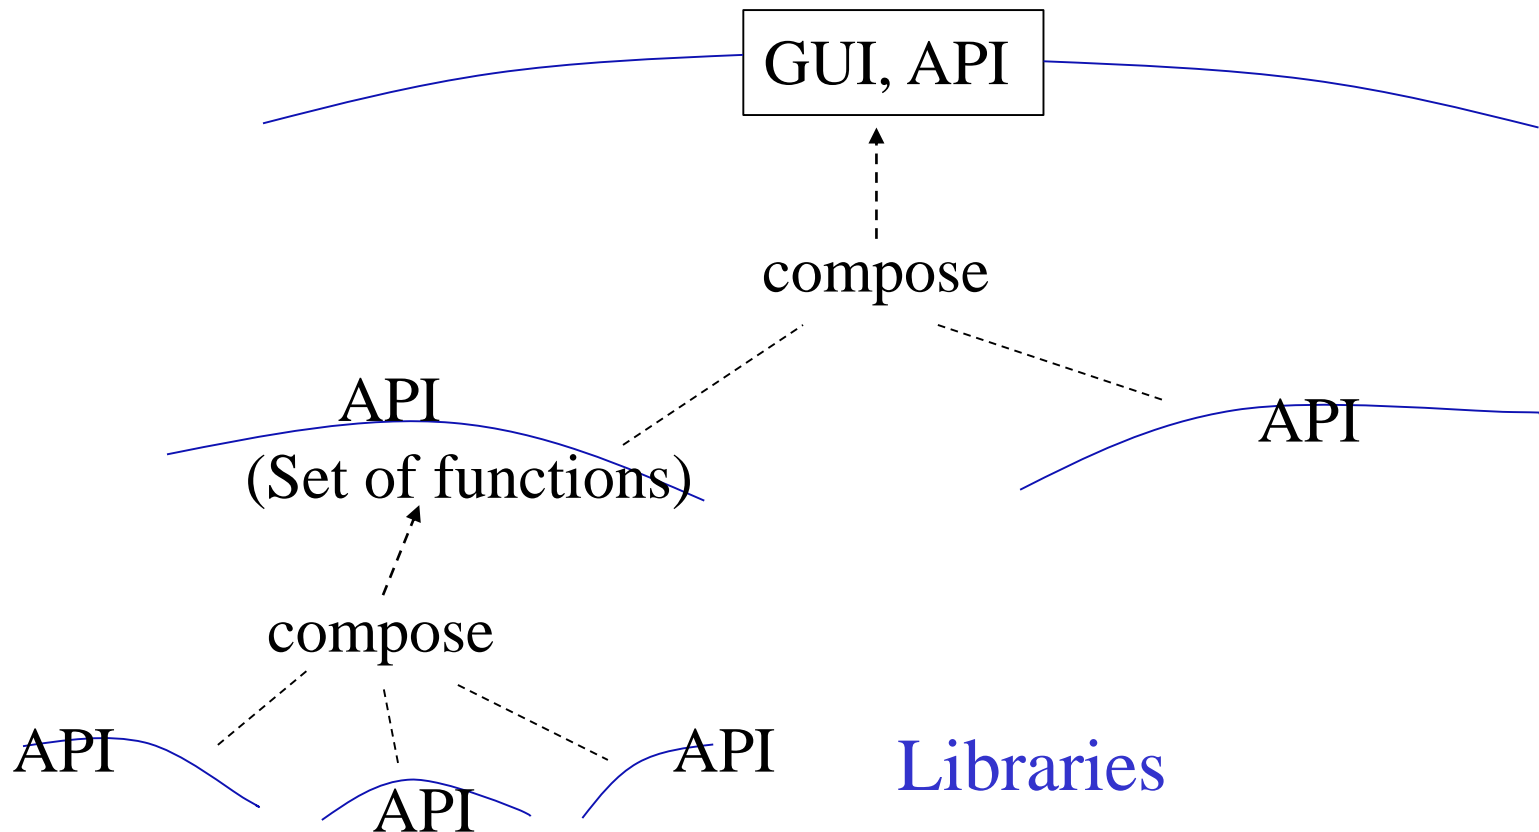 GUI, API
compose
API
API
(Set of functions)
compose
API
API
API
Libraries